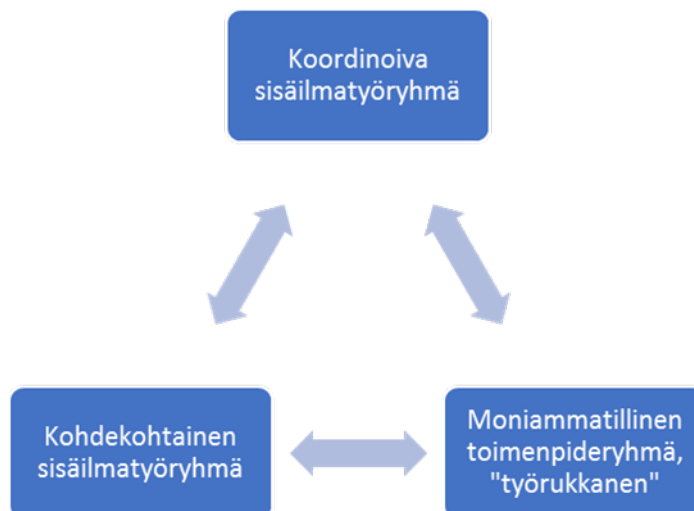 Koordinoiva
sisäilmatyöryhmä
Kohdekohtainen
sisäilmatyöryhmä
Moniammatillinen
toimenpideryhmä,
"työrukkanen"